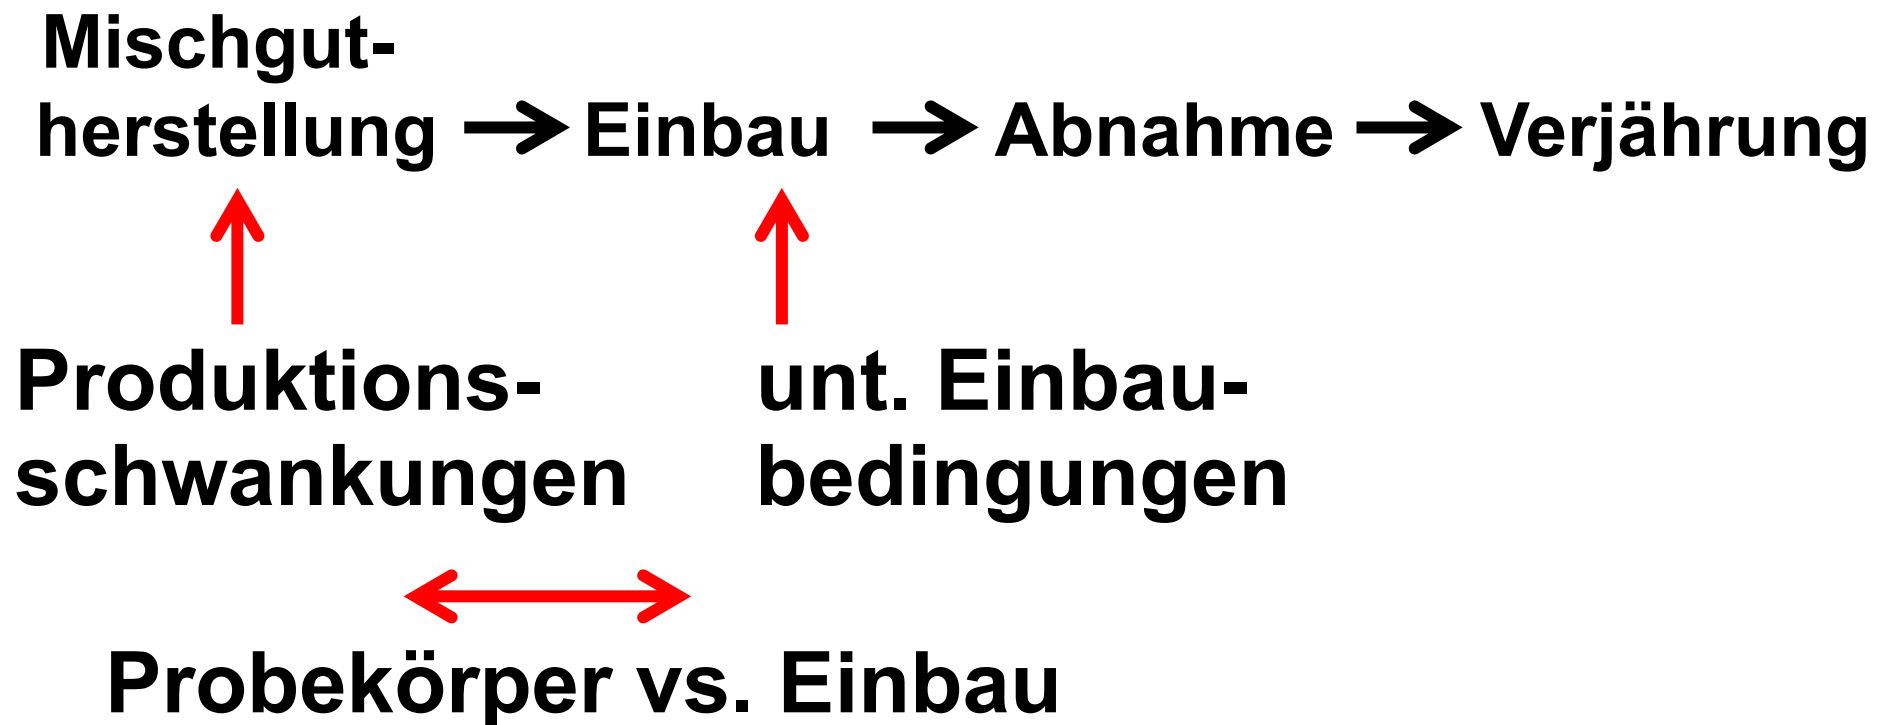 Mischgut-
herstellung Einbau Abnahme Verjährung
Produktions-
schwankungen
unt. Einbau-
bedingungen
Probekörper vs. Einbau